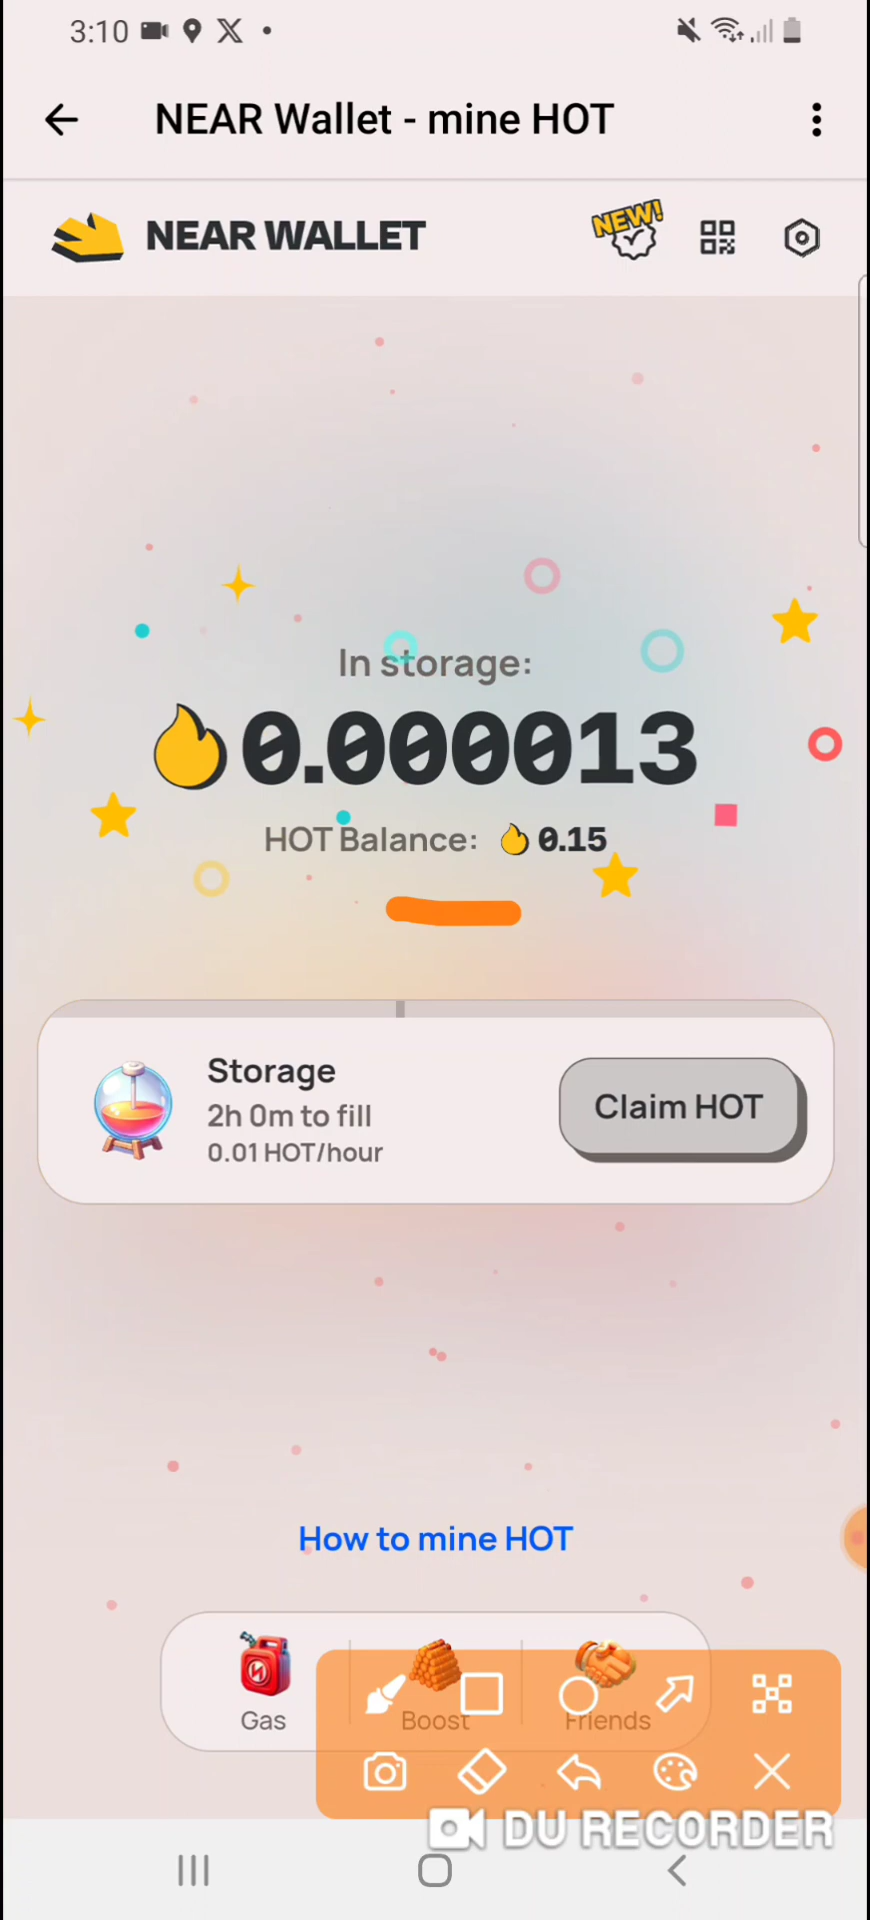 3:10
NEAR Wallet - mine HOT
NEAR WALLET
NEW!
In storage:
0.000013
HOT Balance: 0.15
Storage
2h 0m to fill
0.01 HOT/hour
Claim HOT
How to mine HOT
Gas
Boost
Friends
DU RECORDER